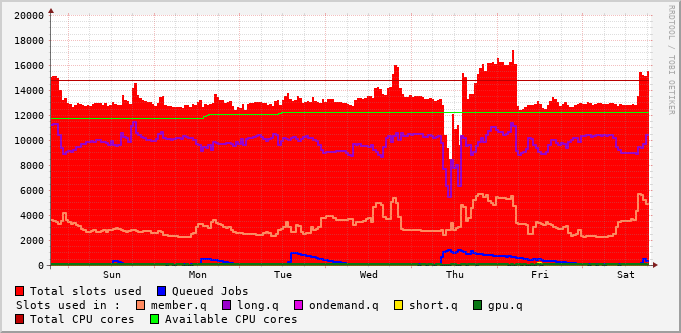 20000
18000
16000
14000
12000
10000
8000
6000
4000
2000
0
Sun Mon Tue Wed Thu Fri Sat
RRDTOOL / TOBI OETIKER
Total slots used Queued Jobs
Slots used in : member.q long.q ondemand.q short.q gpu.q
Total CPU cores Available CPU cores